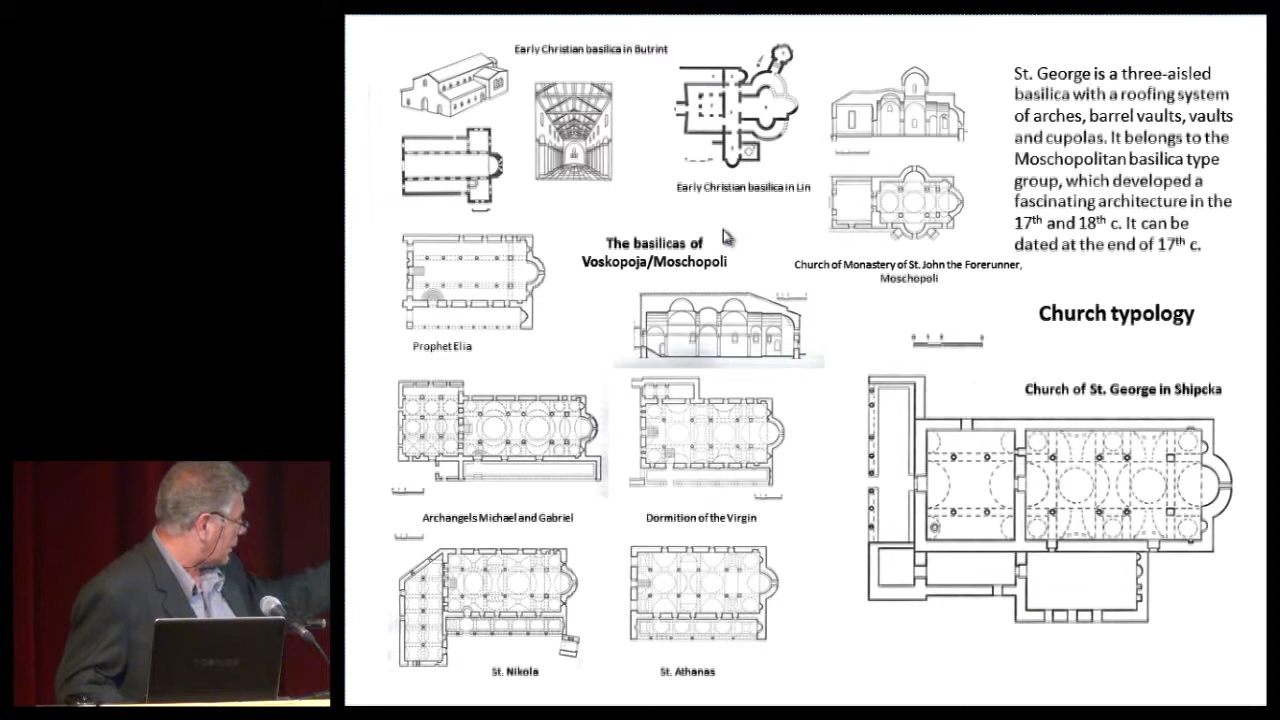 Early Christian basilica in Butrint
Early Christian basilica in Lin
St. George is a three-aisled
basilica with a roofing system
of arches, barrel vaults, vaults
and cupolas. It belongs to the
Moschopolitan basilica type
group, which developed a
fascinating architecture in the
17th and 18th c. It can be
dated at the end of 17th c.
The basilicas of
Voskopoja/Moschopoli
Church of Monastery of St. John the Forerunner,
Moschopoli
Prophet Elia
Church typology
Church of St. George in Shipcka
Archangels Michael and Gabriel
Dormition of the Virgin
St. Nikola
St. Athanas
TOSHIBA